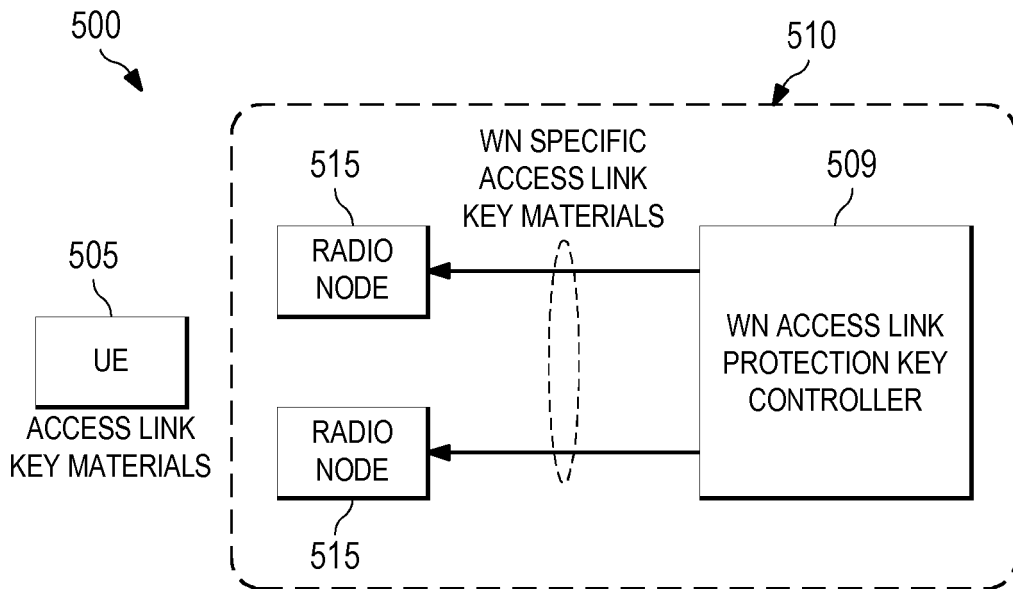 500
510
WN SPECIFIC
ACCESS LINK
KEY MATERIALS
515
509
RADIO
NODE
505
UE
ACCESS LINK
KEY MATERIALS
WN ACCESS LINK
PROTECTION KEY
CONTROLLER
RADIO
NODE
515